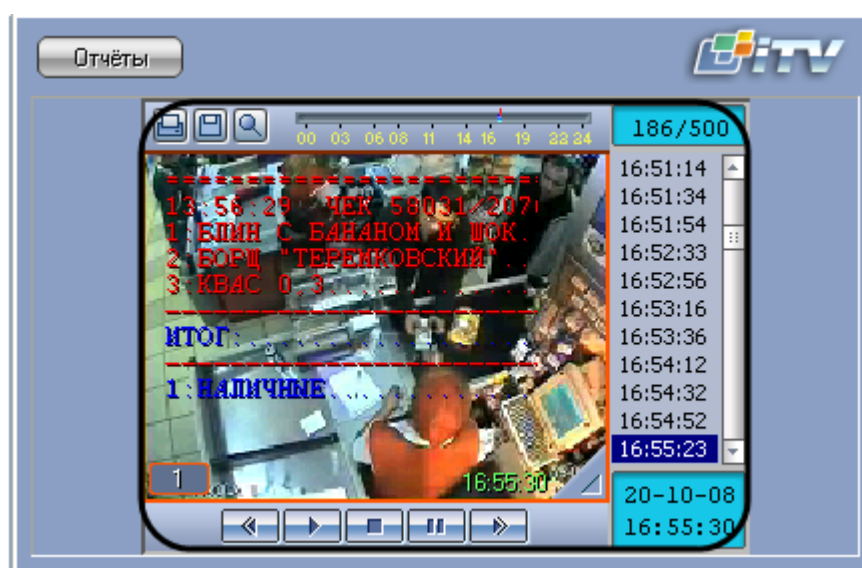 Отчёты
iTV
00 03 06 08 11 14 16 19 22 24
186/500
13:56:29 ЧЕК 58031/207
1:БЛИН С БАНАНОМ И ШОК.
2:БОРЩ "ТЕРЕМКОВСКИЙ"..
3:КВАС 0,3
ИТОГ:
1:НАЛИЧНЫЕ
1
16:55:30
16:51:14
16:51:34
16:51:54
16:52:33
16:52:56
16:53:16
16:53:36
16:54:12
16:54:32
16:54:52
16:55:23
20-10-08
16:55:30